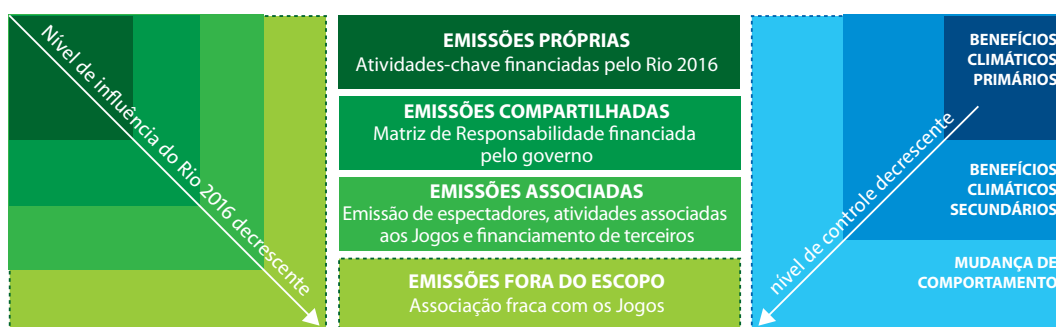 Nível de influência do Rio 2016 decrescente
EMISSÕES PRÓPRIAS
Atividades-chave financiadas pelo Rio 2016
EMISSÕES COMPARTILHADAS
Matriz de Responsabilidade financiada
pelo governo
EMISSÕES ASSOCIADAS
Emissão de espectadores, atividades associadas
aos Jogos e financiamento de terceiros
EMISSÕES FORA DO ESCOPO
Associação fraca com os Jogos
nível de controle decrescente
BENEFÍCIOS
CLIMÁTICOS
PRIMÁRIOS
BENEFÍCIOS
CLIMÁTICOS
SECUNDÁRIOS
MUDANÇA DE
COMPORTAMENTO